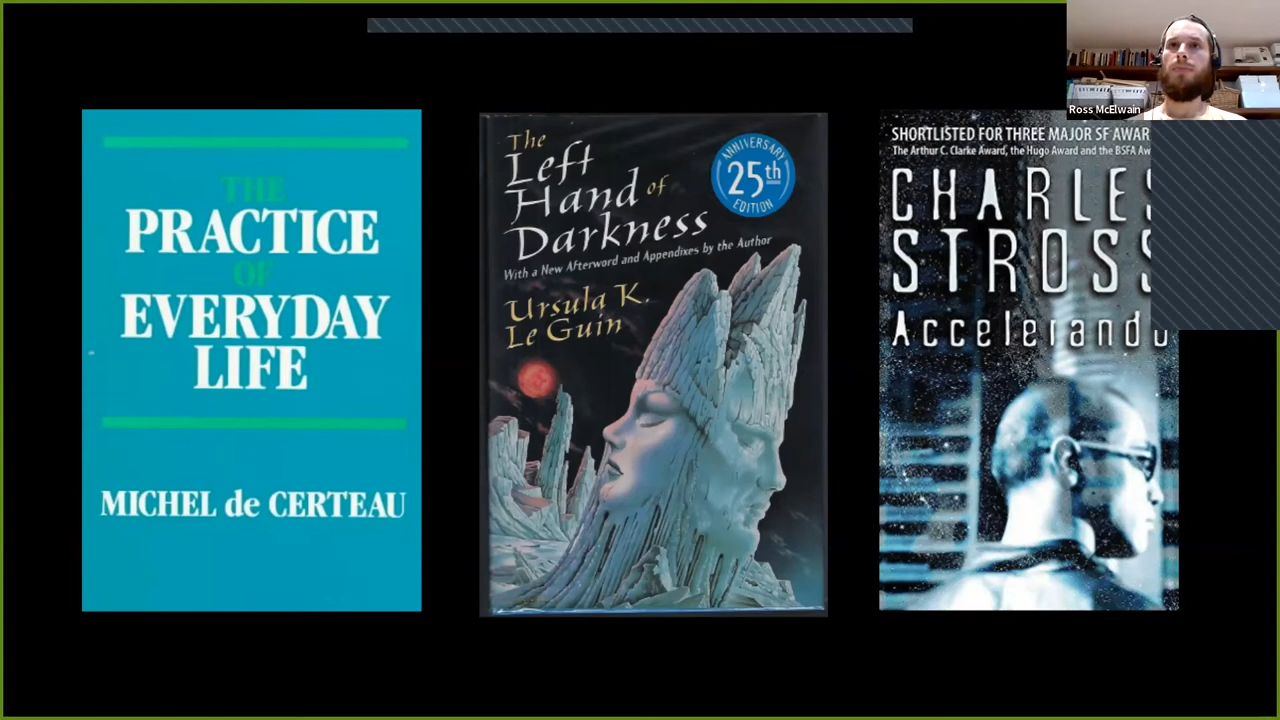 THE
PRACTICE
OF
EVERYDAY
LIFE
MICHEL de CERTEAU
The
Left
Hand of
Darkness
With a New Afterword and Appendixes by the Author
Ursula K.
Le Guin
ANNIVERSARY
25th
EDITION
SHORTLISTED FOR THREE MAJOR SF AWAR
The Arthur C. Clarke Award, the Hugo Award and the BSFA Aw
CHARLES
STROSS
Accelerando
Ross McElwain